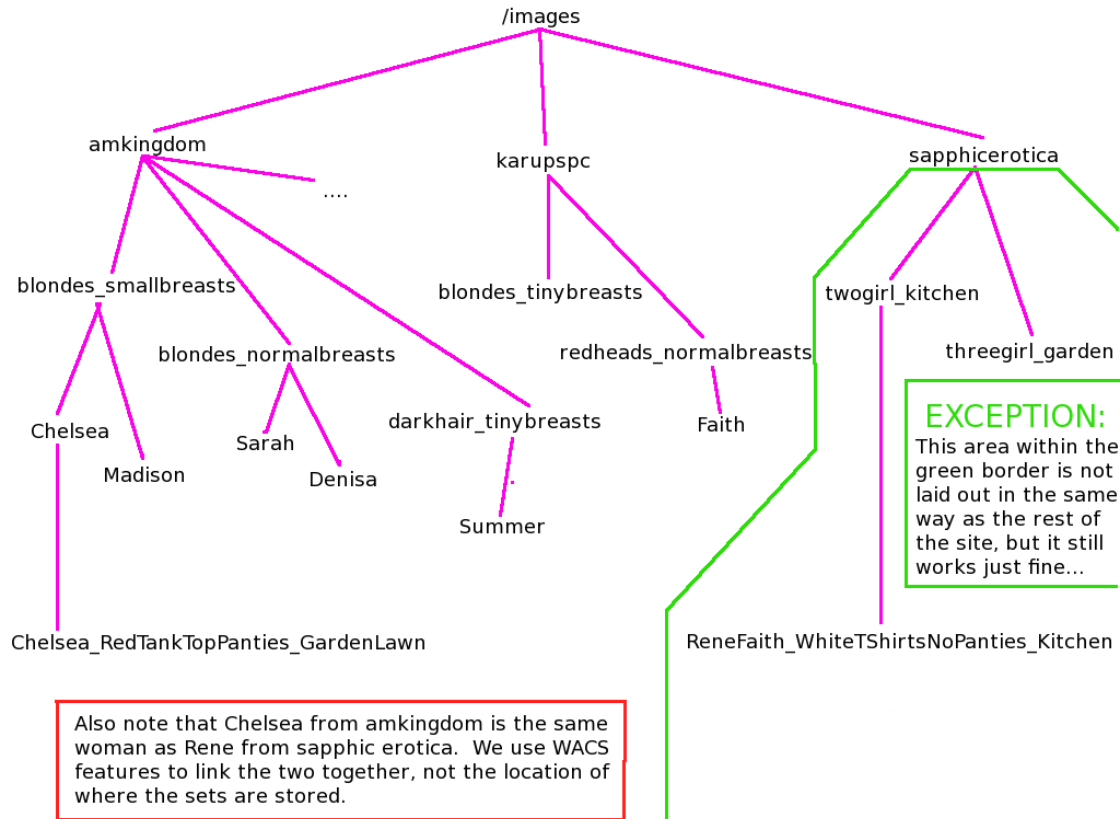 /images
amkingdom
karupspc
sapphicerotica
....
blondes_smallbreasts
blondes_tinybreasts
twogirl_kitchen
blondes_normalbreasts
redheads_normalbreasts
threegirl_garden
Chelsea
Madison
Sarah
Denisa
darkhair_tinybreasts
Faith
Summer
EXCEPTION:
This area within the
green border is not
laid out in the same
way as the rest of
the site, but it still
works just fine...
Chelsea_RedTankTopPanties_GardenLawn
ReneFaith_WhiteTShirtsNoPanties_Kitchen
Also note that Chelsea from amkingdom is the same
woman as Rene from sapphic erotica.  We use WACS
features to link the two together, not the location of
where the sets are stored.